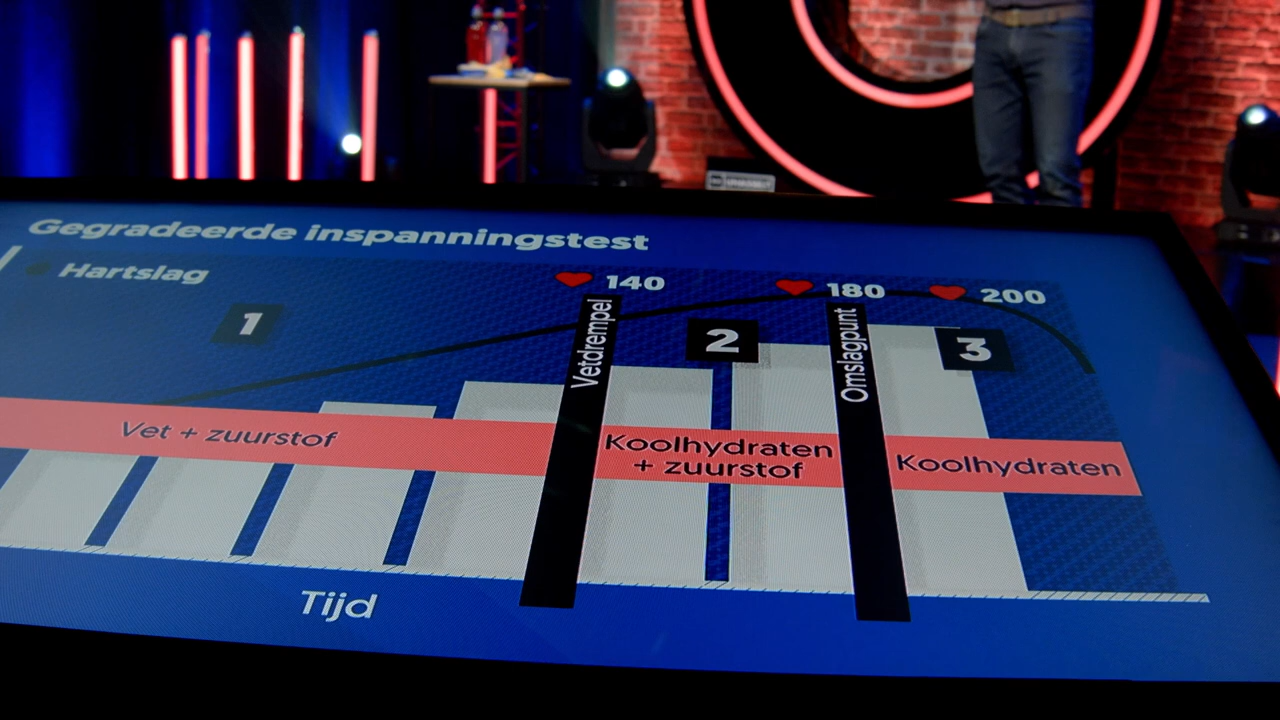 Gegradeerde inspanningstest
Hartslag
140
180
200
1
2
3
Vetdrempel
Omslagpunt
Vet + zuurstof
Koolhydraten
+ zuurstof
Koolhydraten
Tijd